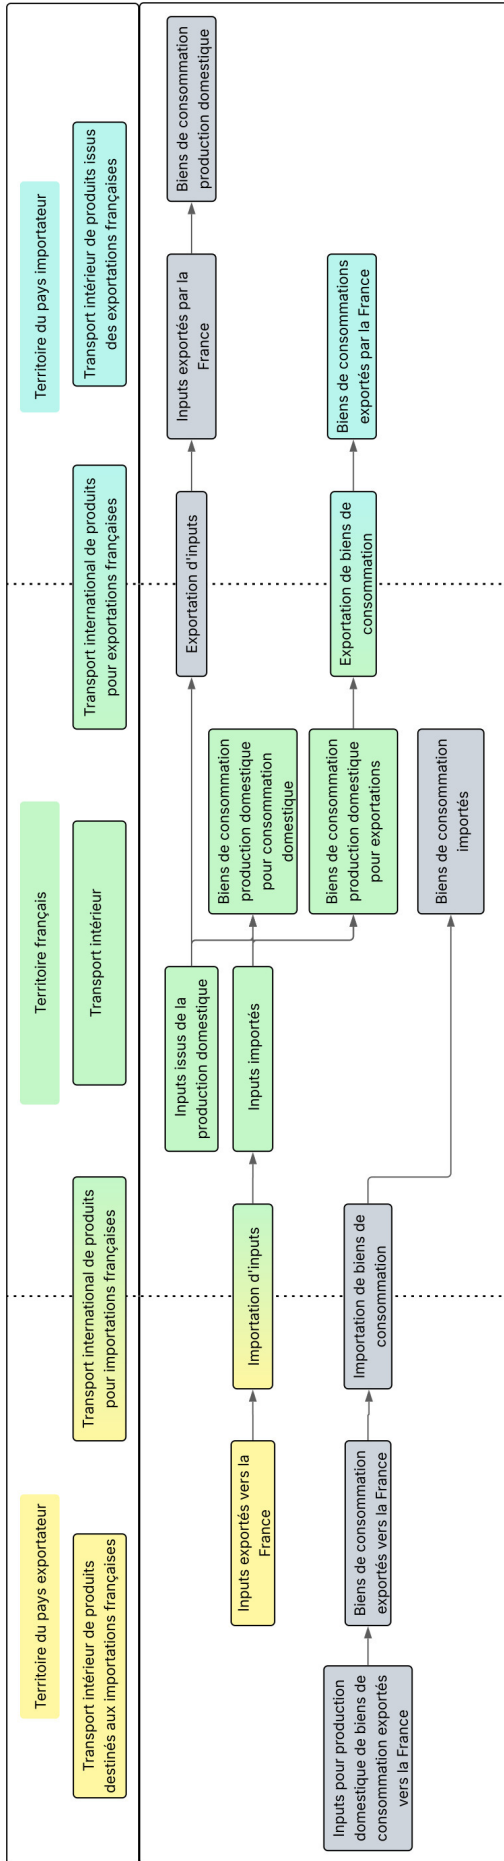 Territoire du pays exportateur
Territoire français
Territoire du pays importateur
Transport intérieur de produits
destinés aux importations françaises
Transport international de produits
pour importations françaises
Transport intérieur
Transport international de produits
pour exportations françaises
Transport intérieur de produits issus
des exportations françaises
Inputs issus de la
production domestique
Exportation d'inputs
Inputs exportés par la
France
Biens de consommation
production domestique
Inputs exportés vers la
France
Importation d'inputs
Inputs importés
Biens de consommation
production domestique
pour consommation
domestique
Biens de consommation
production domestique
pour exportations
Exportation de biens de
consommation
Biens de consommations
exportés par la France
Inputs pour production
domestique de biens de
consommation exportés
vers la France
Biens de consommation
exportés vers la France
Importation de biens de
consommation
Biens de consommation
importés